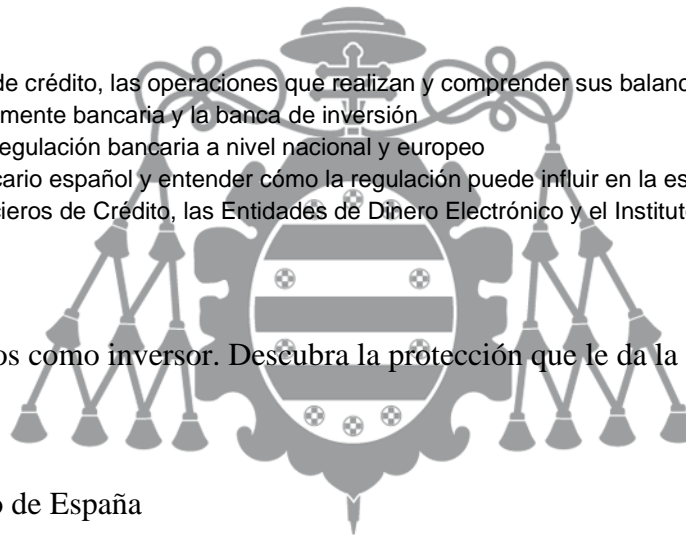 de crédito, las operaciones que realizan y comprender sus balanc
mente bancaria y la banca de inversión
egulación bancaria a nivel nacional y europeo
cario español y entender cómo la regulación puede influir en la es
cieros de Crédito, las Entidades de Dinero Electrónico y el Institut
os como inversor. Descubra la protección que le da la
o de España